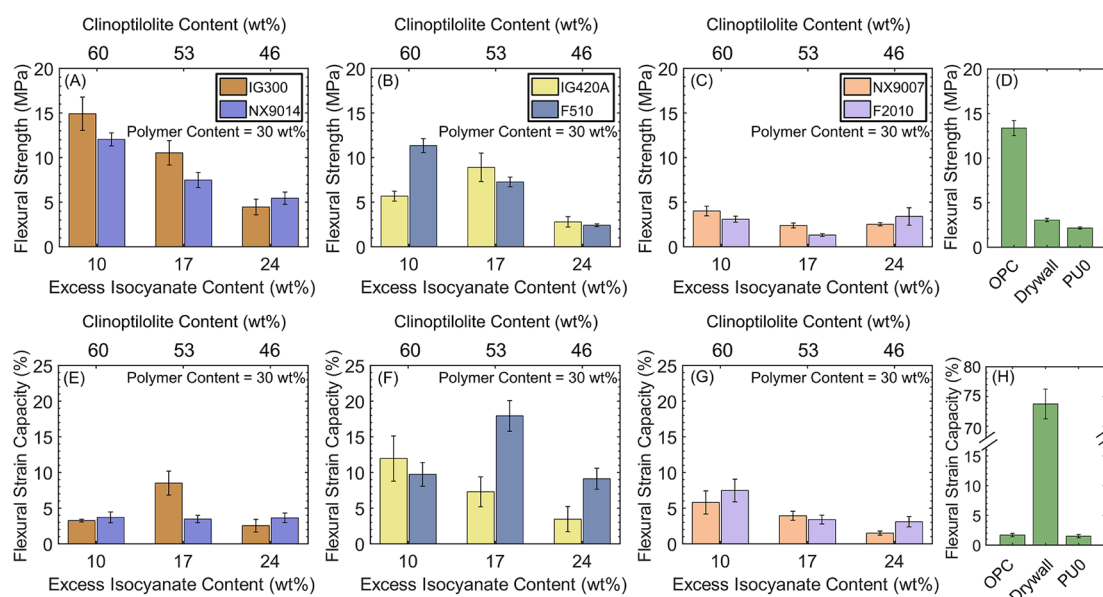 Clinoptilolite Content (wt%)
60 53 46
Flexural Strength (MPa)
20
15
10
5
0
(A)
IG300
NX9014
Polymer Content = 30 wt%
10 17 24
Excess Isocyanate Content (wt%)
Clinoptilolite Content (wt%)
60 53 46
Flexural Strength (MPa)
20
15
10
5
0
(B)
IG420A
F510
Polymer Content = 30 wt%
10 17 24
Excess Isocyanate Content (wt%)
Clinoptilolite Content (wt%)
60 53 46
Flexural Strength (MPa)
20
15
10
5
0
(C)
NX9007
F2010
Polymer Content = 30 wt%
10 17 24
Excess Isocyanate Content (wt%)
Flexural Strength (MPa)
20
15
10
5
0
(D)
OPC
Drywall
PU0
Clinoptilolite Content (wt%)
60 53 46
Flexural Strain Capacity (%)
25
20
15
10
5
0
(E)
Polymer Content = 30 wt%
10 17 24
Excess Isocyanate Content (wt%)
Clinoptilolite Content (wt%)
60 53 46
Flexural Strain Capacity (%)
25
20
15
10
5
0
(F)
Polymer Content = 30 wt%
10 17 24
Excess Isocyanate Content (wt%)
Clinoptilolite Content (wt%)
60 53 46
Flexural Strain Capacity (%)
25
20
15
10
5
0
(G)
Polymer Content = 30 wt%
10 17 24
Excess Isocyanate Content (wt%)
Flexural Strain Capacity (%)
80
70
15
10
5
0
(H)
OPC
Drywall
PU0